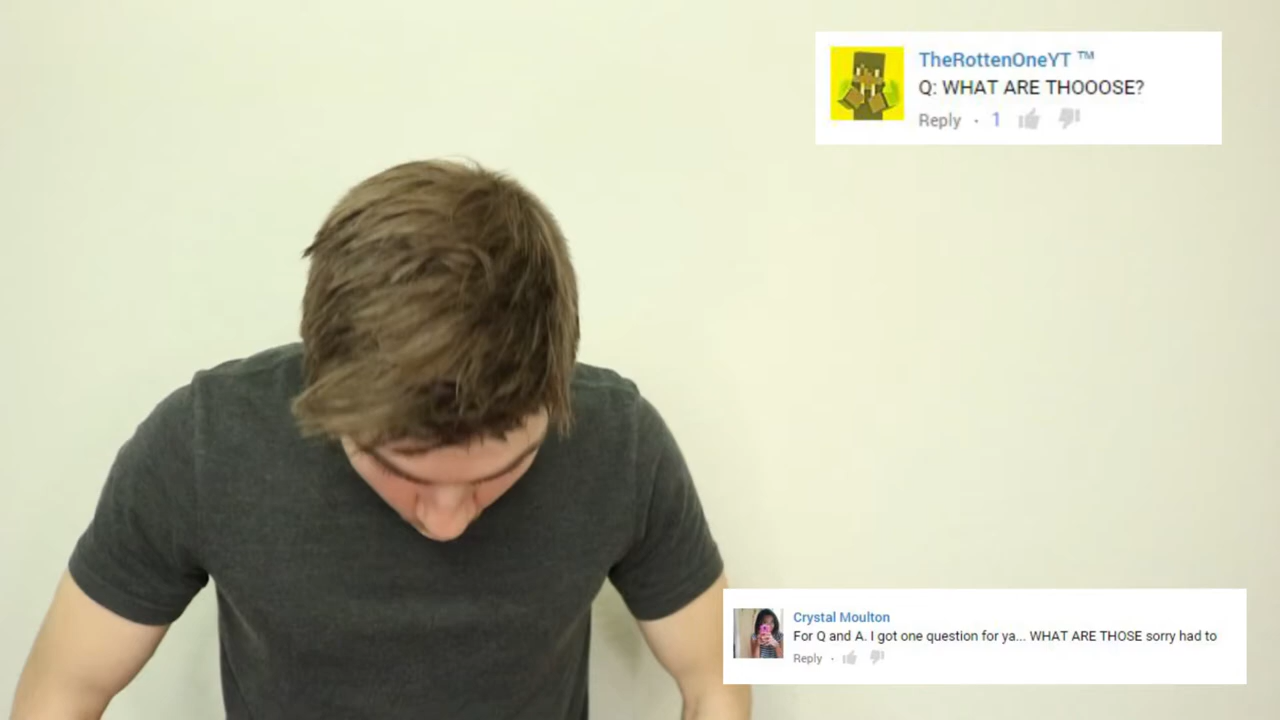 TheRottenOneYT ™
Q: WHAT ARE THOOOSE?
Reply · 1
Crystal Moulton
For Q and A. I got one question for ya... WHAT ARE THOSE sorry had to
Reply ·